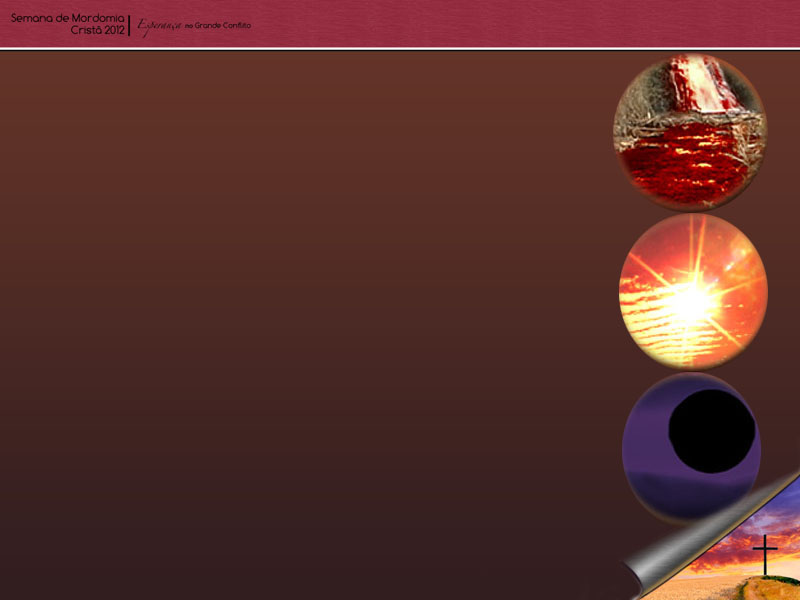 Semana de Mordomia
Cristã 2012
Esperança no Grande Conflito